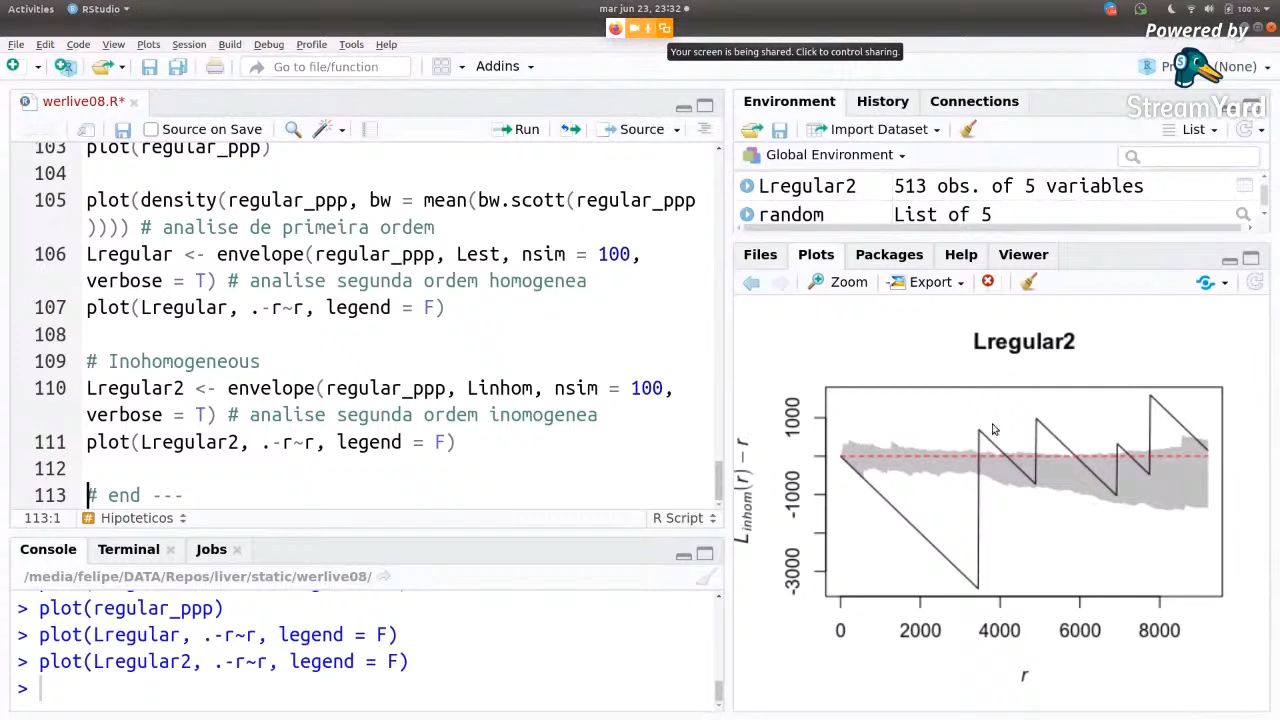 Activities RStudio mar jun 23, 23:32 100%
Powered by
File Edit Code View Plots Session Build Debug Profile Tools Help
Your screen is being shared. Click to control sharing.
Go to file/function Addins (None)
StreamYard
werlive08.R*
Source on Save Run Source
103 plot(regular_ppp)
104
105 plot(density(regular_ppp, bw = mean(bw.scott(regular_ppp
)))) # analise de primeira ordem
106 Lregular <- envelope(regular_ppp, Lest, nsim = 100,
verbose = T) # analise segunda ordem homogenea
107 plot(Lregular, .-r~r, legend = F)
108
109 # Inohomogeneous
110 Lregular2 <- envelope(regular_ppp, Linhom, nsim = 100,
verbose = T) # analise segunda ordem inomogenea
111 plot(Lregular2, .-r~r, legend = F)
112
113 # end ---
113:1 Hipoteticos R Script
Console Terminal Jobs
/media/felipe/DATA/Repos/liver/static/werlive08/
> plot(regular_ppp)
> plot(Lregular, .-r~r, legend = F)
> plot(Lregular2, .-r~r, legend = F)
>
Environment History Connections
Import Dataset List
Global Environment
Lregular2 513 obs. of 5 variables
random List of 5
Files Plots Packages Help Viewer
Zoom Export
Lregular2
Linhom(r) − r
1000
-1000
-3000
0 2000 4000 6000 8000
r